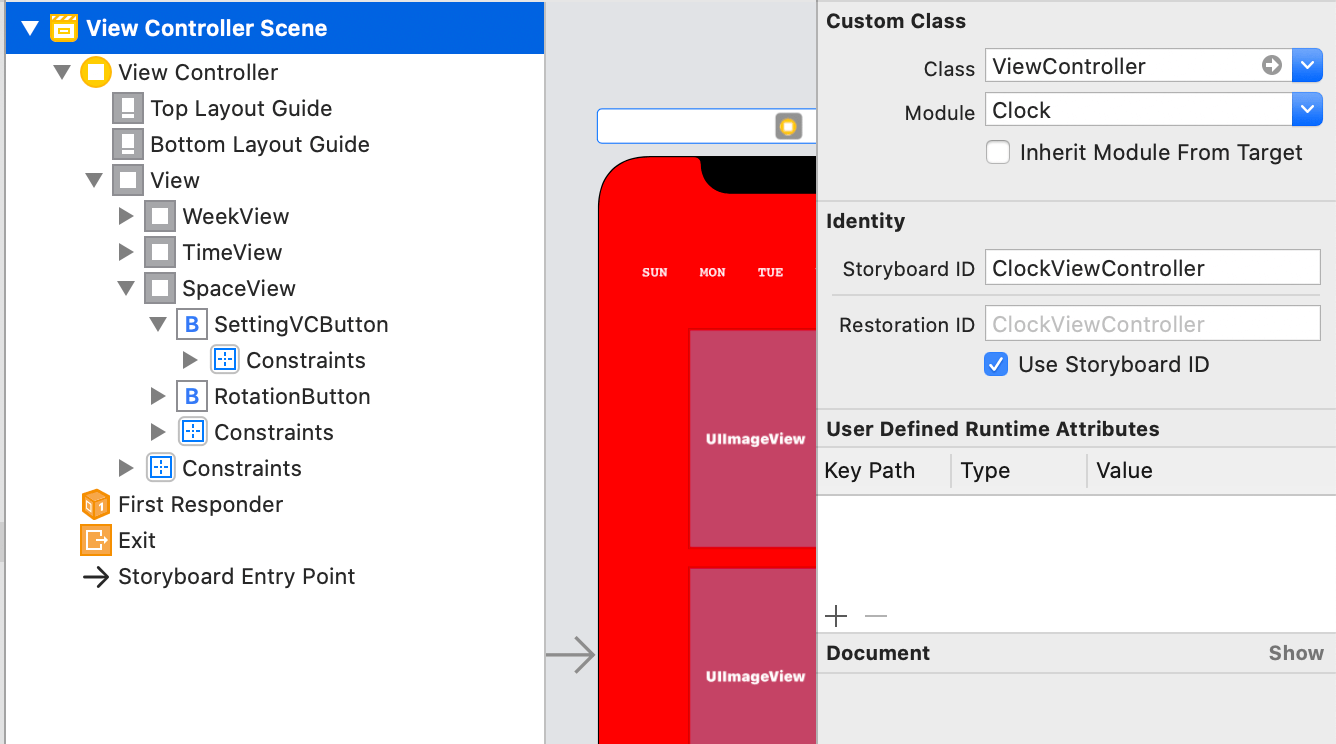 View Controller Scene
View Controller
Top Layout Guide
Bottom Layout Guide
View
WeekView
TimeView
SpaceView
B SettingVCButton
Constraints
B RotationButton
Constraints
Constraints
First Responder
Exit
Storyboard Entry Point
SUN MON TUE
UIImageView
UIImageView
Custom Class
Class ViewController
Module Clock
Inherit Module From Target
Identity
Storyboard ID ClockViewController
Restoration ID ClockViewController
Use Storyboard ID
User Defined Runtime Attributes
Key Path Type Value
Document Show